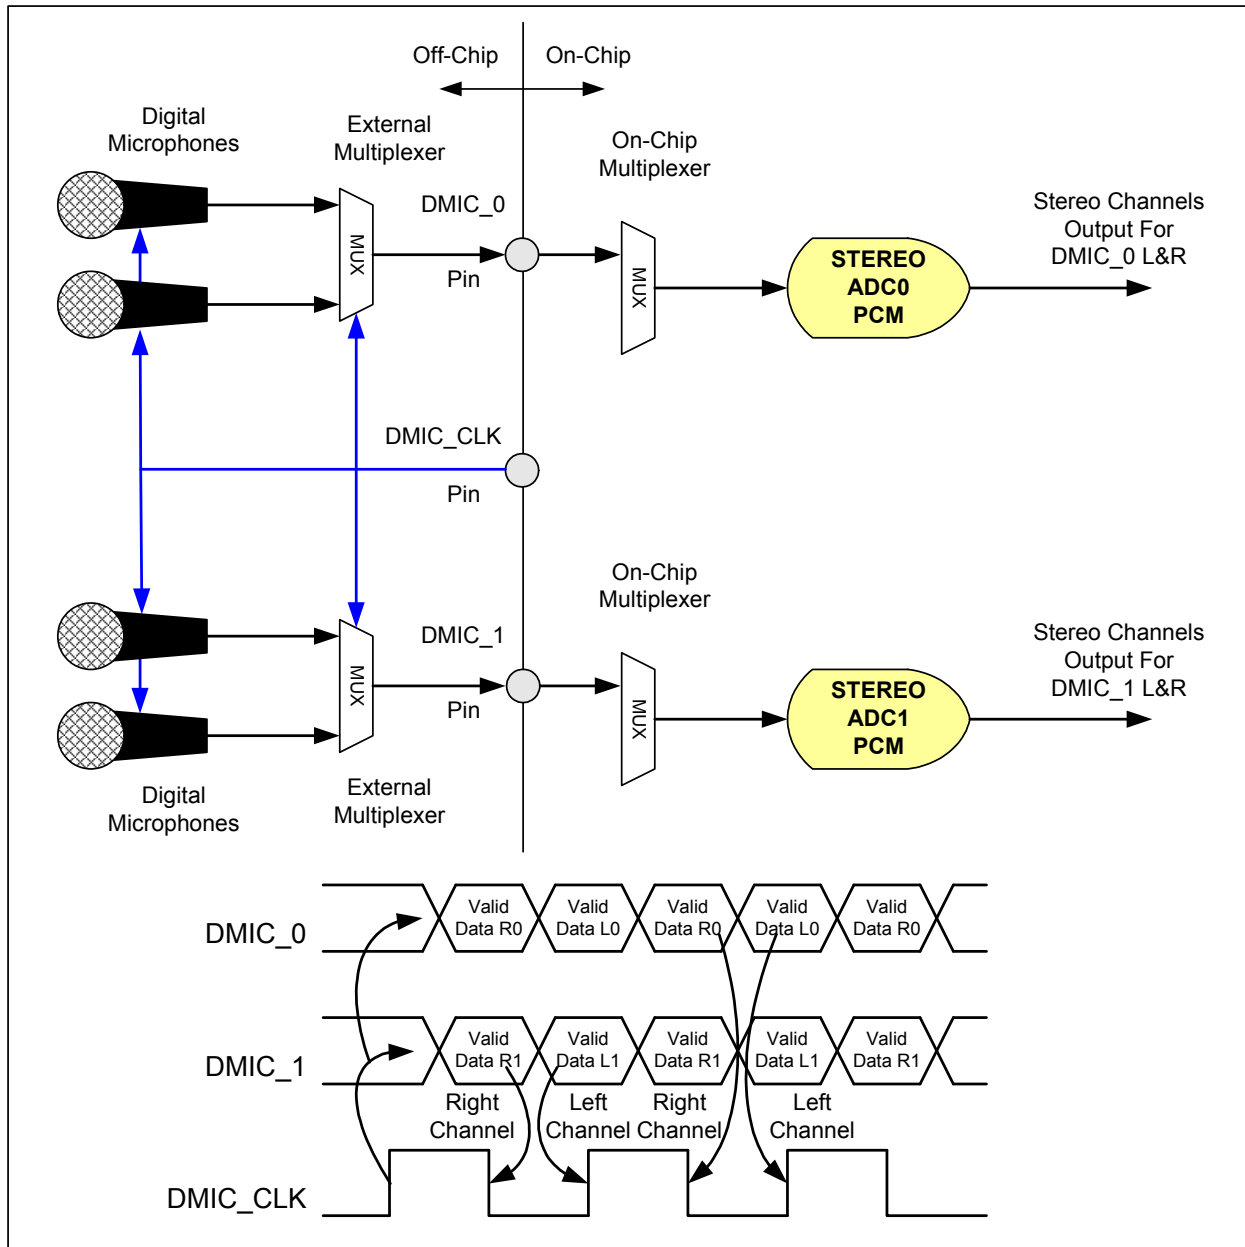 Off-Chip
On-Chip
Digital
Microphones
External
Multiplexer
On-Chip
Multiplexer
DMIC_0
Pin
MUX
MUX
STEREO
ADC0
PCM
Stereo Channels
Output For
DMIC_0 L&R
DMIC_CLK
Pin
On-Chip
Multiplexer
DMIC_1
Pin
MUX
MUX
STEREO
ADC1
PCM
Stereo Channels
Output For
DMIC_1 L&R
Digital
Microphones
External
Multiplexer
DMIC_0
Valid
Data R0
Valid
Data L0
Valid
Data R0
Valid
Data L0
Valid
Data R0
DMIC_1
Valid
Data R1
Valid
Data L1
Valid
Data R1
Valid
Data L1
Valid
Data R1
Right
Channel
Left
Channel
Right
Channel
Left
Channel
DMIC_CLK